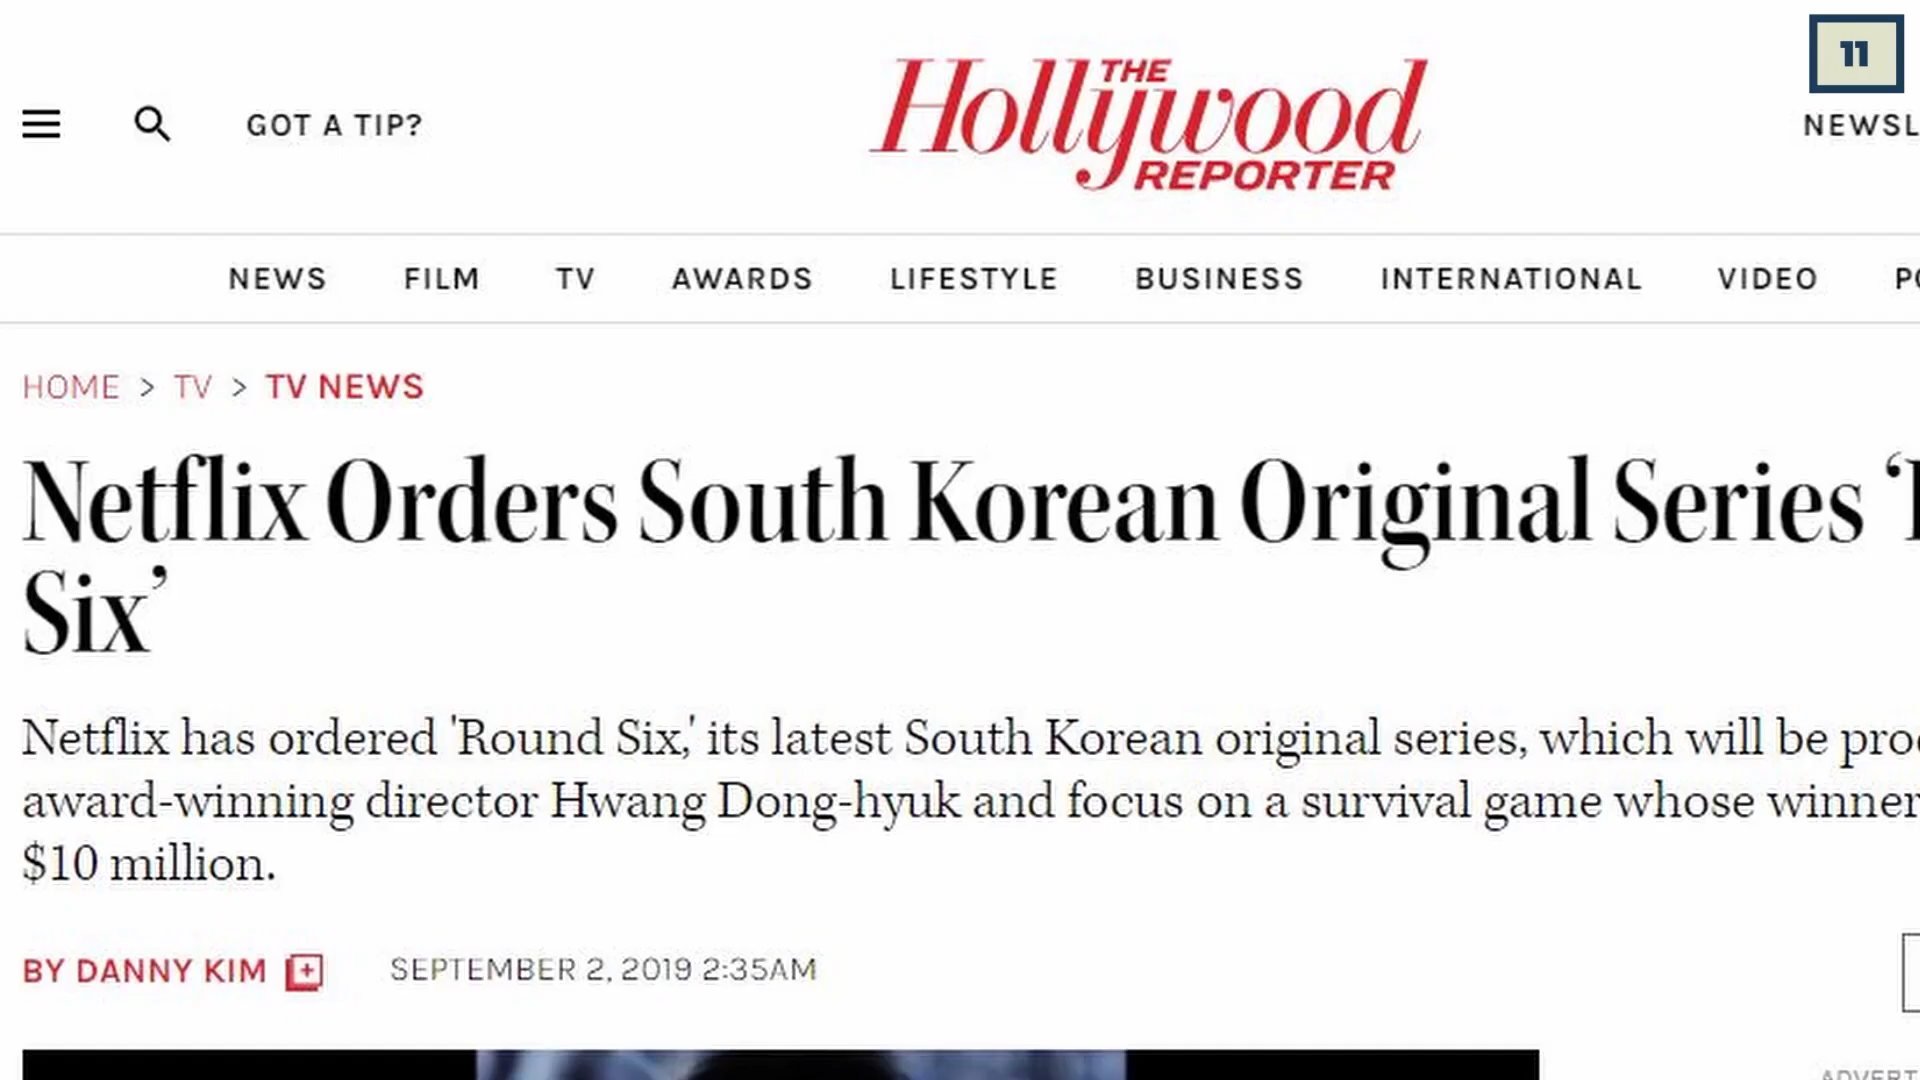 11
THE
Hollywood
REPORTER
GOT A TIP?
NEWSL
NEWS FILM TV AWARDS LIFESTYLE BUSINESS INTERNATIONAL VIDEO
HOME > TV > TV NEWS
Netflix Orders South Korean Original Series ‘
Six’
Netflix has ordered 'Round Six,' its latest South Korean original series, which will be
award-winning director Hwang Dong-hyuk and focus on a survival game whose winner
$10 million.
BY DANNY KIM SEPTEMBER 2, 2019 2:35AM